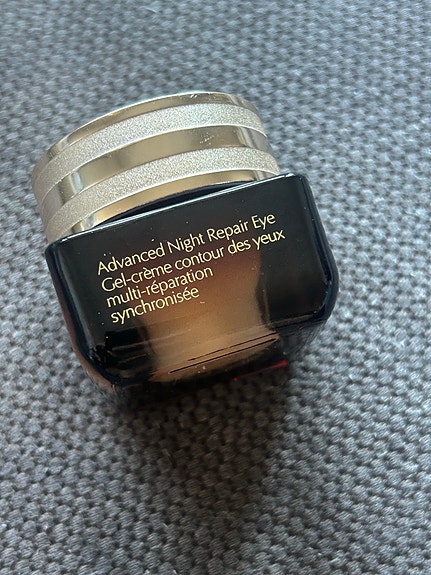 Advanced Night Repair Eye
Gel-crème contour des yeux
multi-réparation
synchronisée